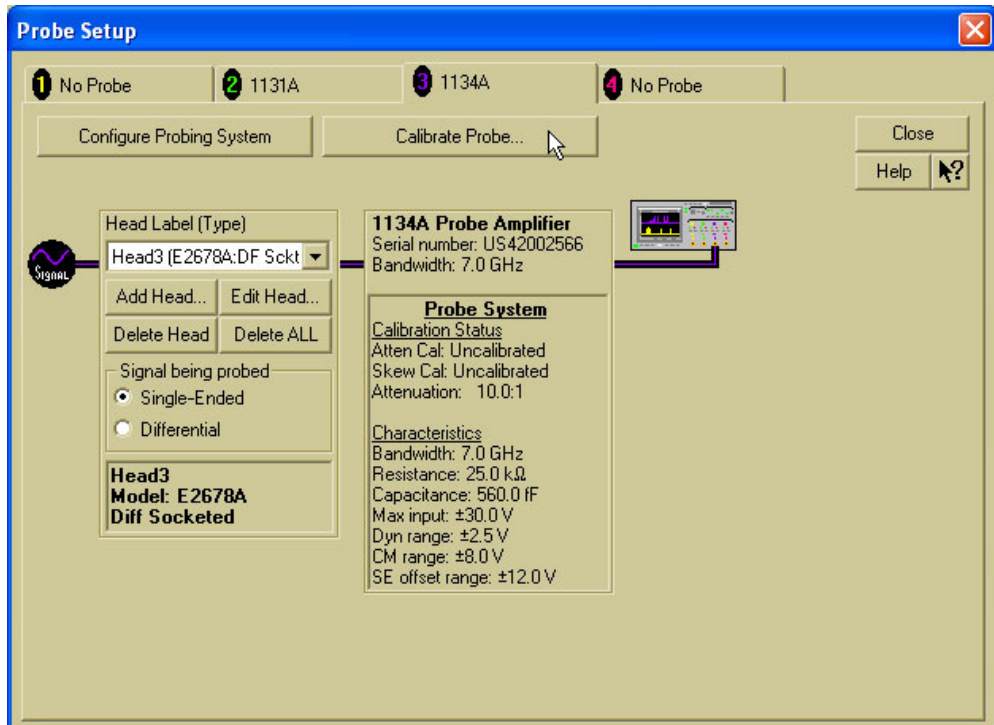 Probe Setup
1 No Probe
2 1131A
3 1134A
4 No Probe
Configure Probing System
Calibrate Probe...
Close
Help
?
Signal
Head Label (Type)
Head3 (E2678A:DF Sckt
Add Head...
Edit Head...
Delete Head
Delete ALL
Signal being probed
Single-Ended
Differential
Head3
Model: E2678A
Diff Socketed
1134A Probe Amplifier
Serial number: US42002566
Bandwidth: 7.0 GHz
Probe System
Calibration Status
Atten Cal: Uncalibrated
Skew Cal: Uncalibrated
Attenuation: 10.0:1
Characteristics
Bandwidth: 7.0 GHz
Resistance: 25.0 kΩ
Capacitance: 560.0 fF
Max input: ±30.0 V
Dyn range: ±2.5 V
CM range: ±8.0 V
SE offset range: ±12.0 V